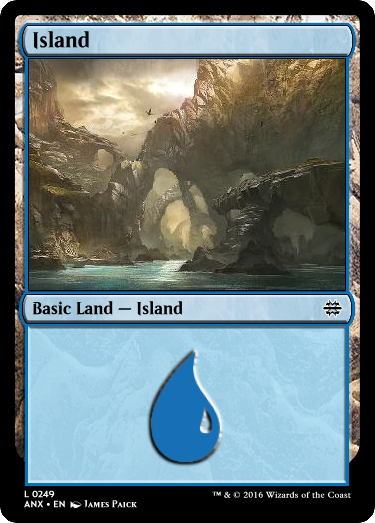 Island
Basic Land — Island
L 0249
ANX • EN James Paick
™ & © 2016 Wizards of the Coast